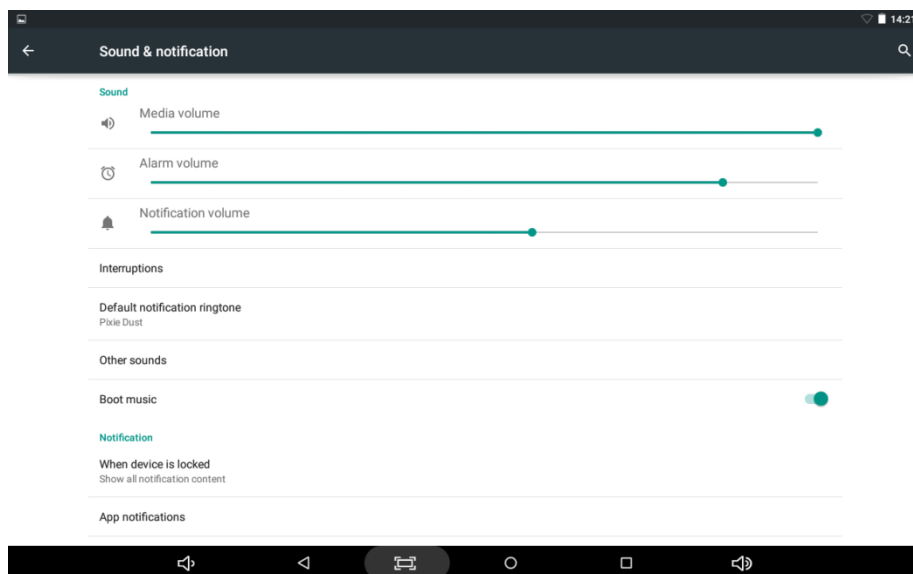 14:21
Sound & notification
Sound
Media volume
Alarm volume
Notification volume
Interruptions
Default notification ringtone
Pixie Dust
Other sounds
Boot music
Notification
When device is locked
Show all notification content
App notifications